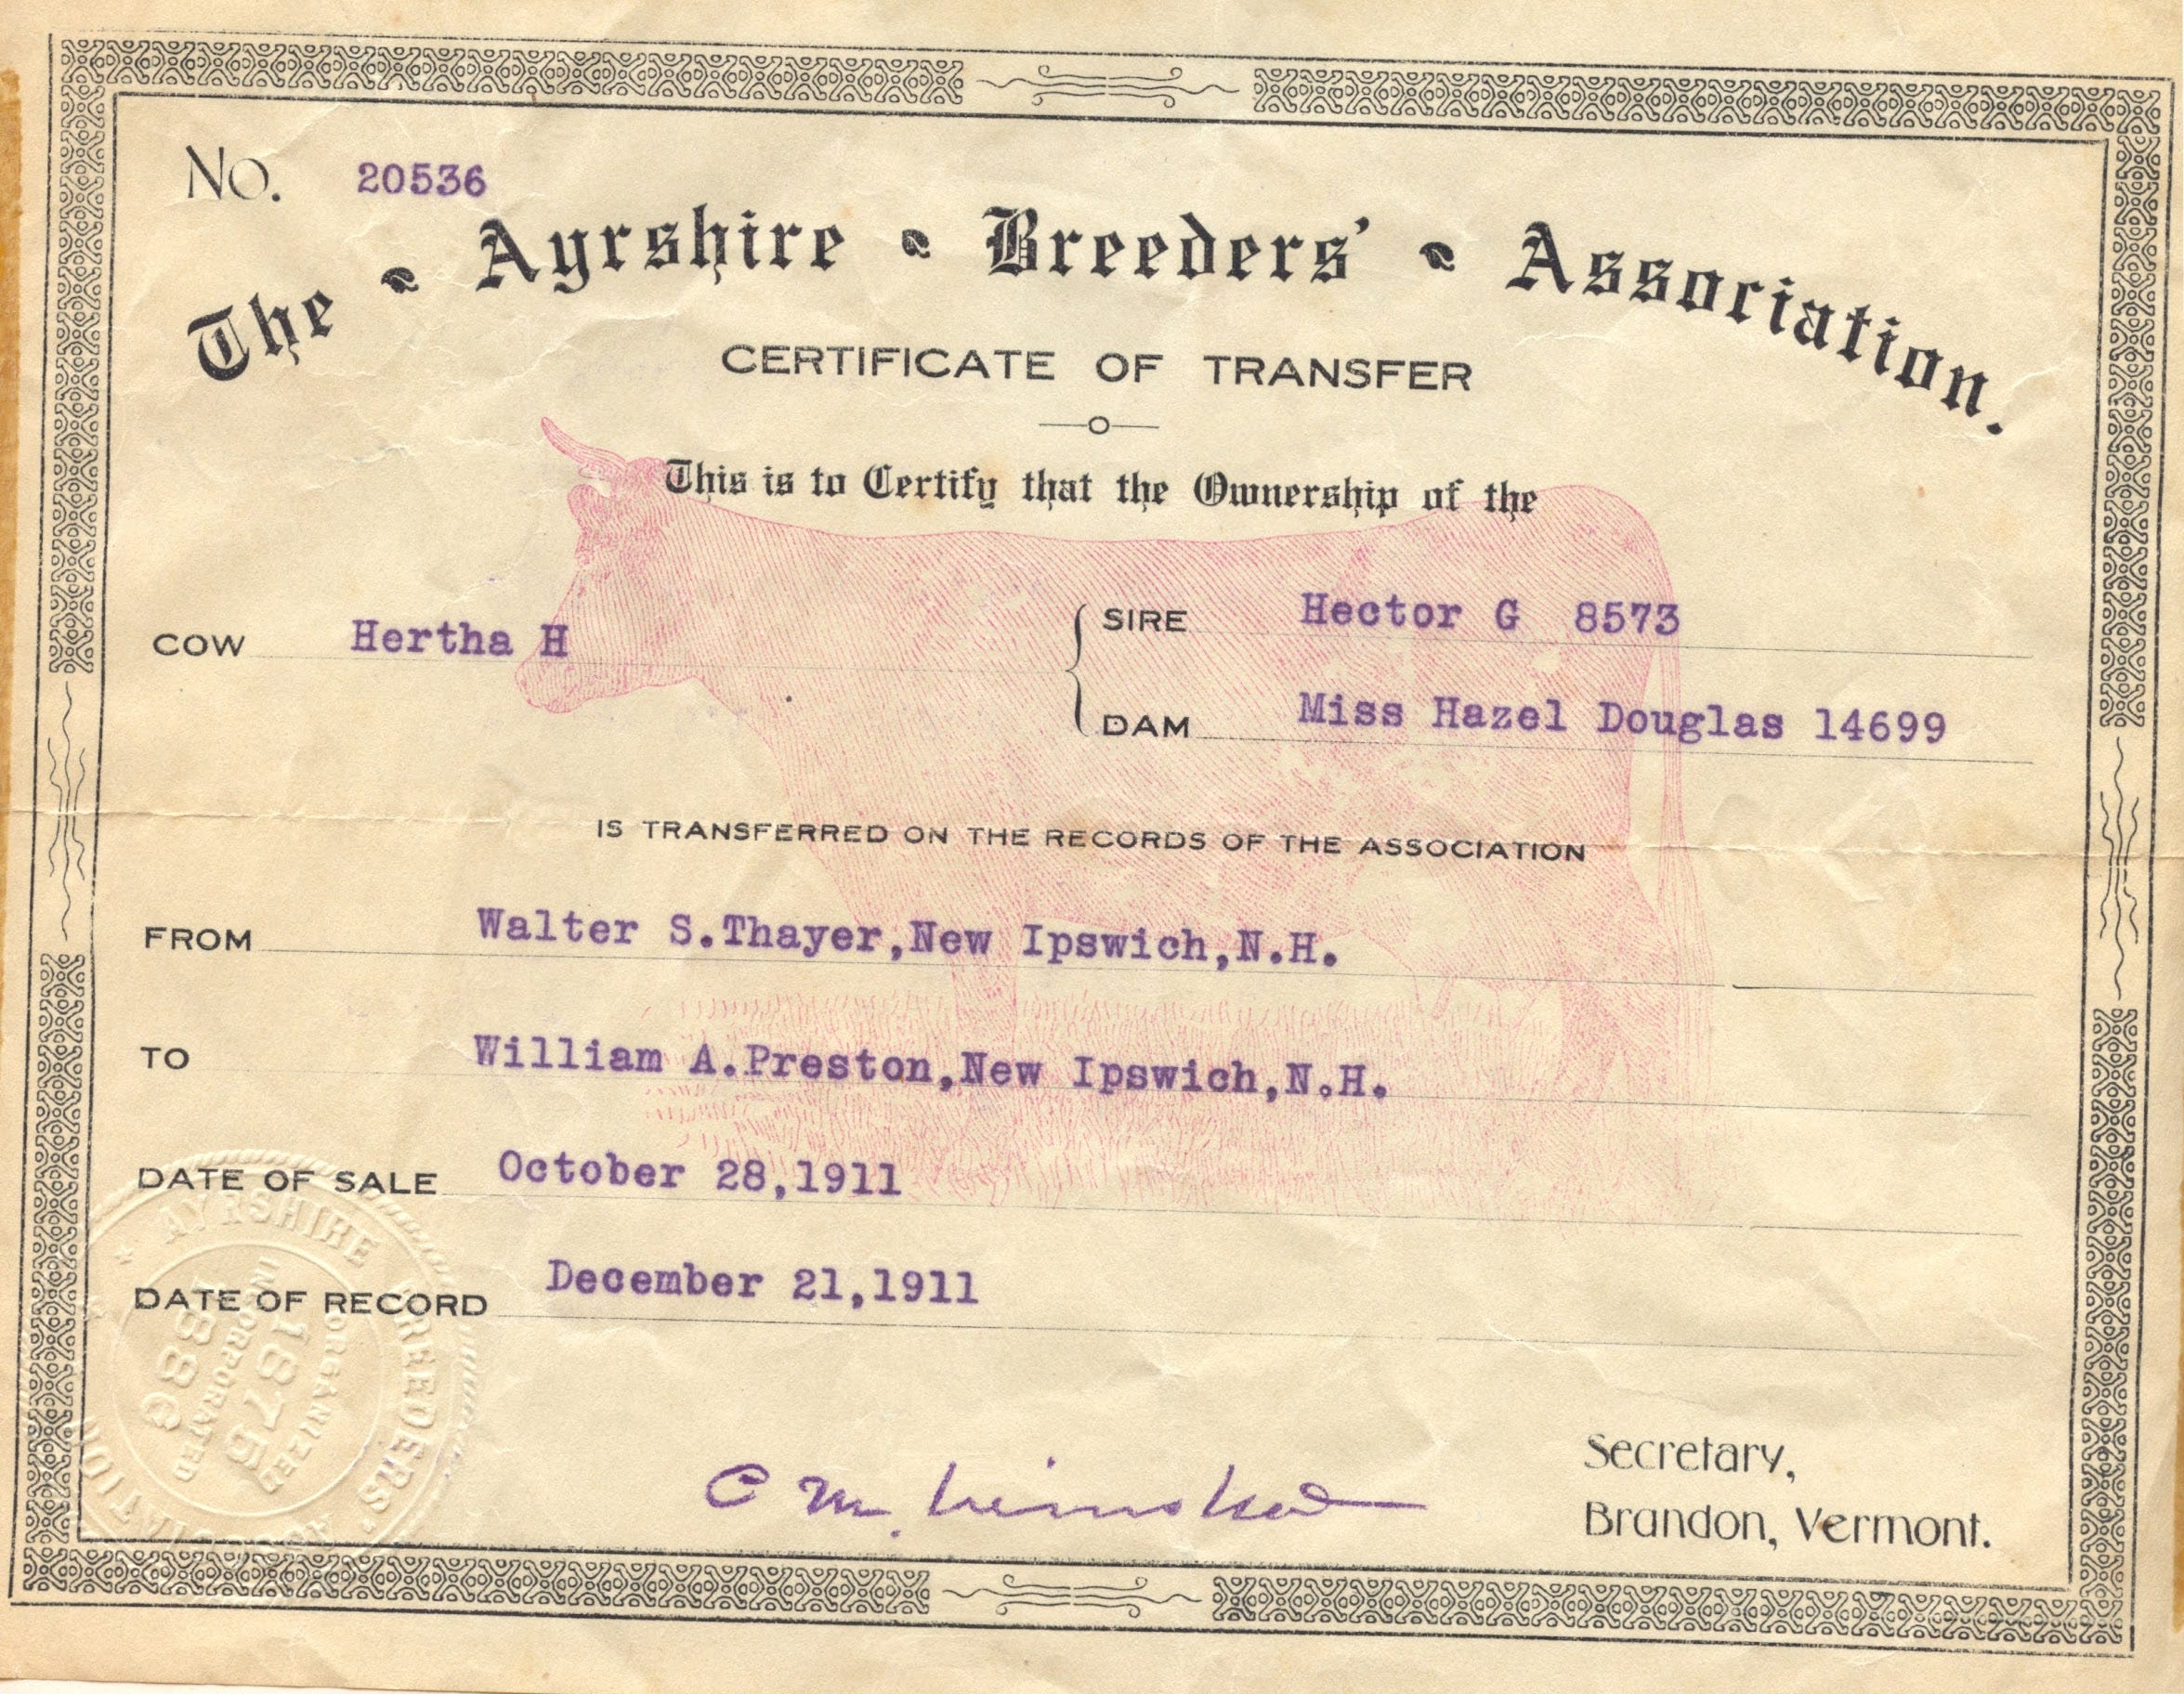 No. 20536
The Ayrshire Breeders' Association.
CERTIFICATE OF TRANSFER
This is to Certify that the Ownership of the
COW Hertha H
SIRE Hector G 8573
DAM Miss Hazel Douglas 14699
IS TRANSFERRED ON THE RECORDS OF THE ASSOCIATION
FROM Walter S.Thayer,New Ipswich,N.H.
TO William A.Preston,New Ipswich,N.H.
DATE OF SALE October 28,1911
DATE OF RECORD December 21,1911
AYRSHIRE BREEDERS' ASSOCIATION
ORGANIZED
1875
INCORPORATED
1886
C. M. Winslow
Secretary,
Brandon, Vermont.